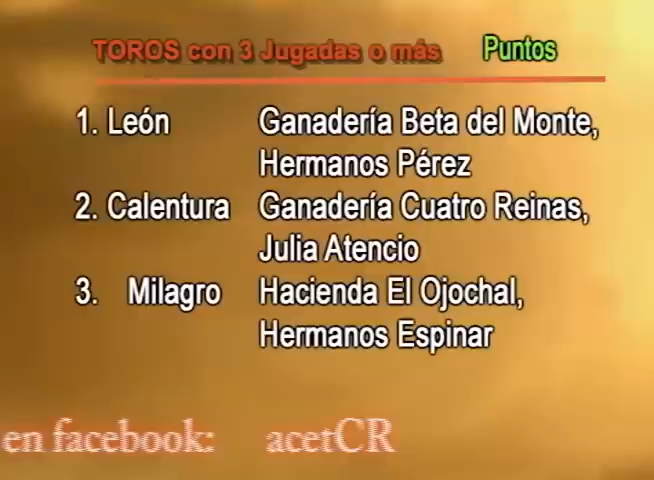 TOROS con 3 Jugadas o más Puntos
1. León Ganadería Beta del Monte,
Hermanos Pérez
2. Calentura Ganadería Cuatro Reinas,
Julia Atencio
3. Milagro Hacienda El Ojochal,
Hermanos Espinar
en facebook: acetCR